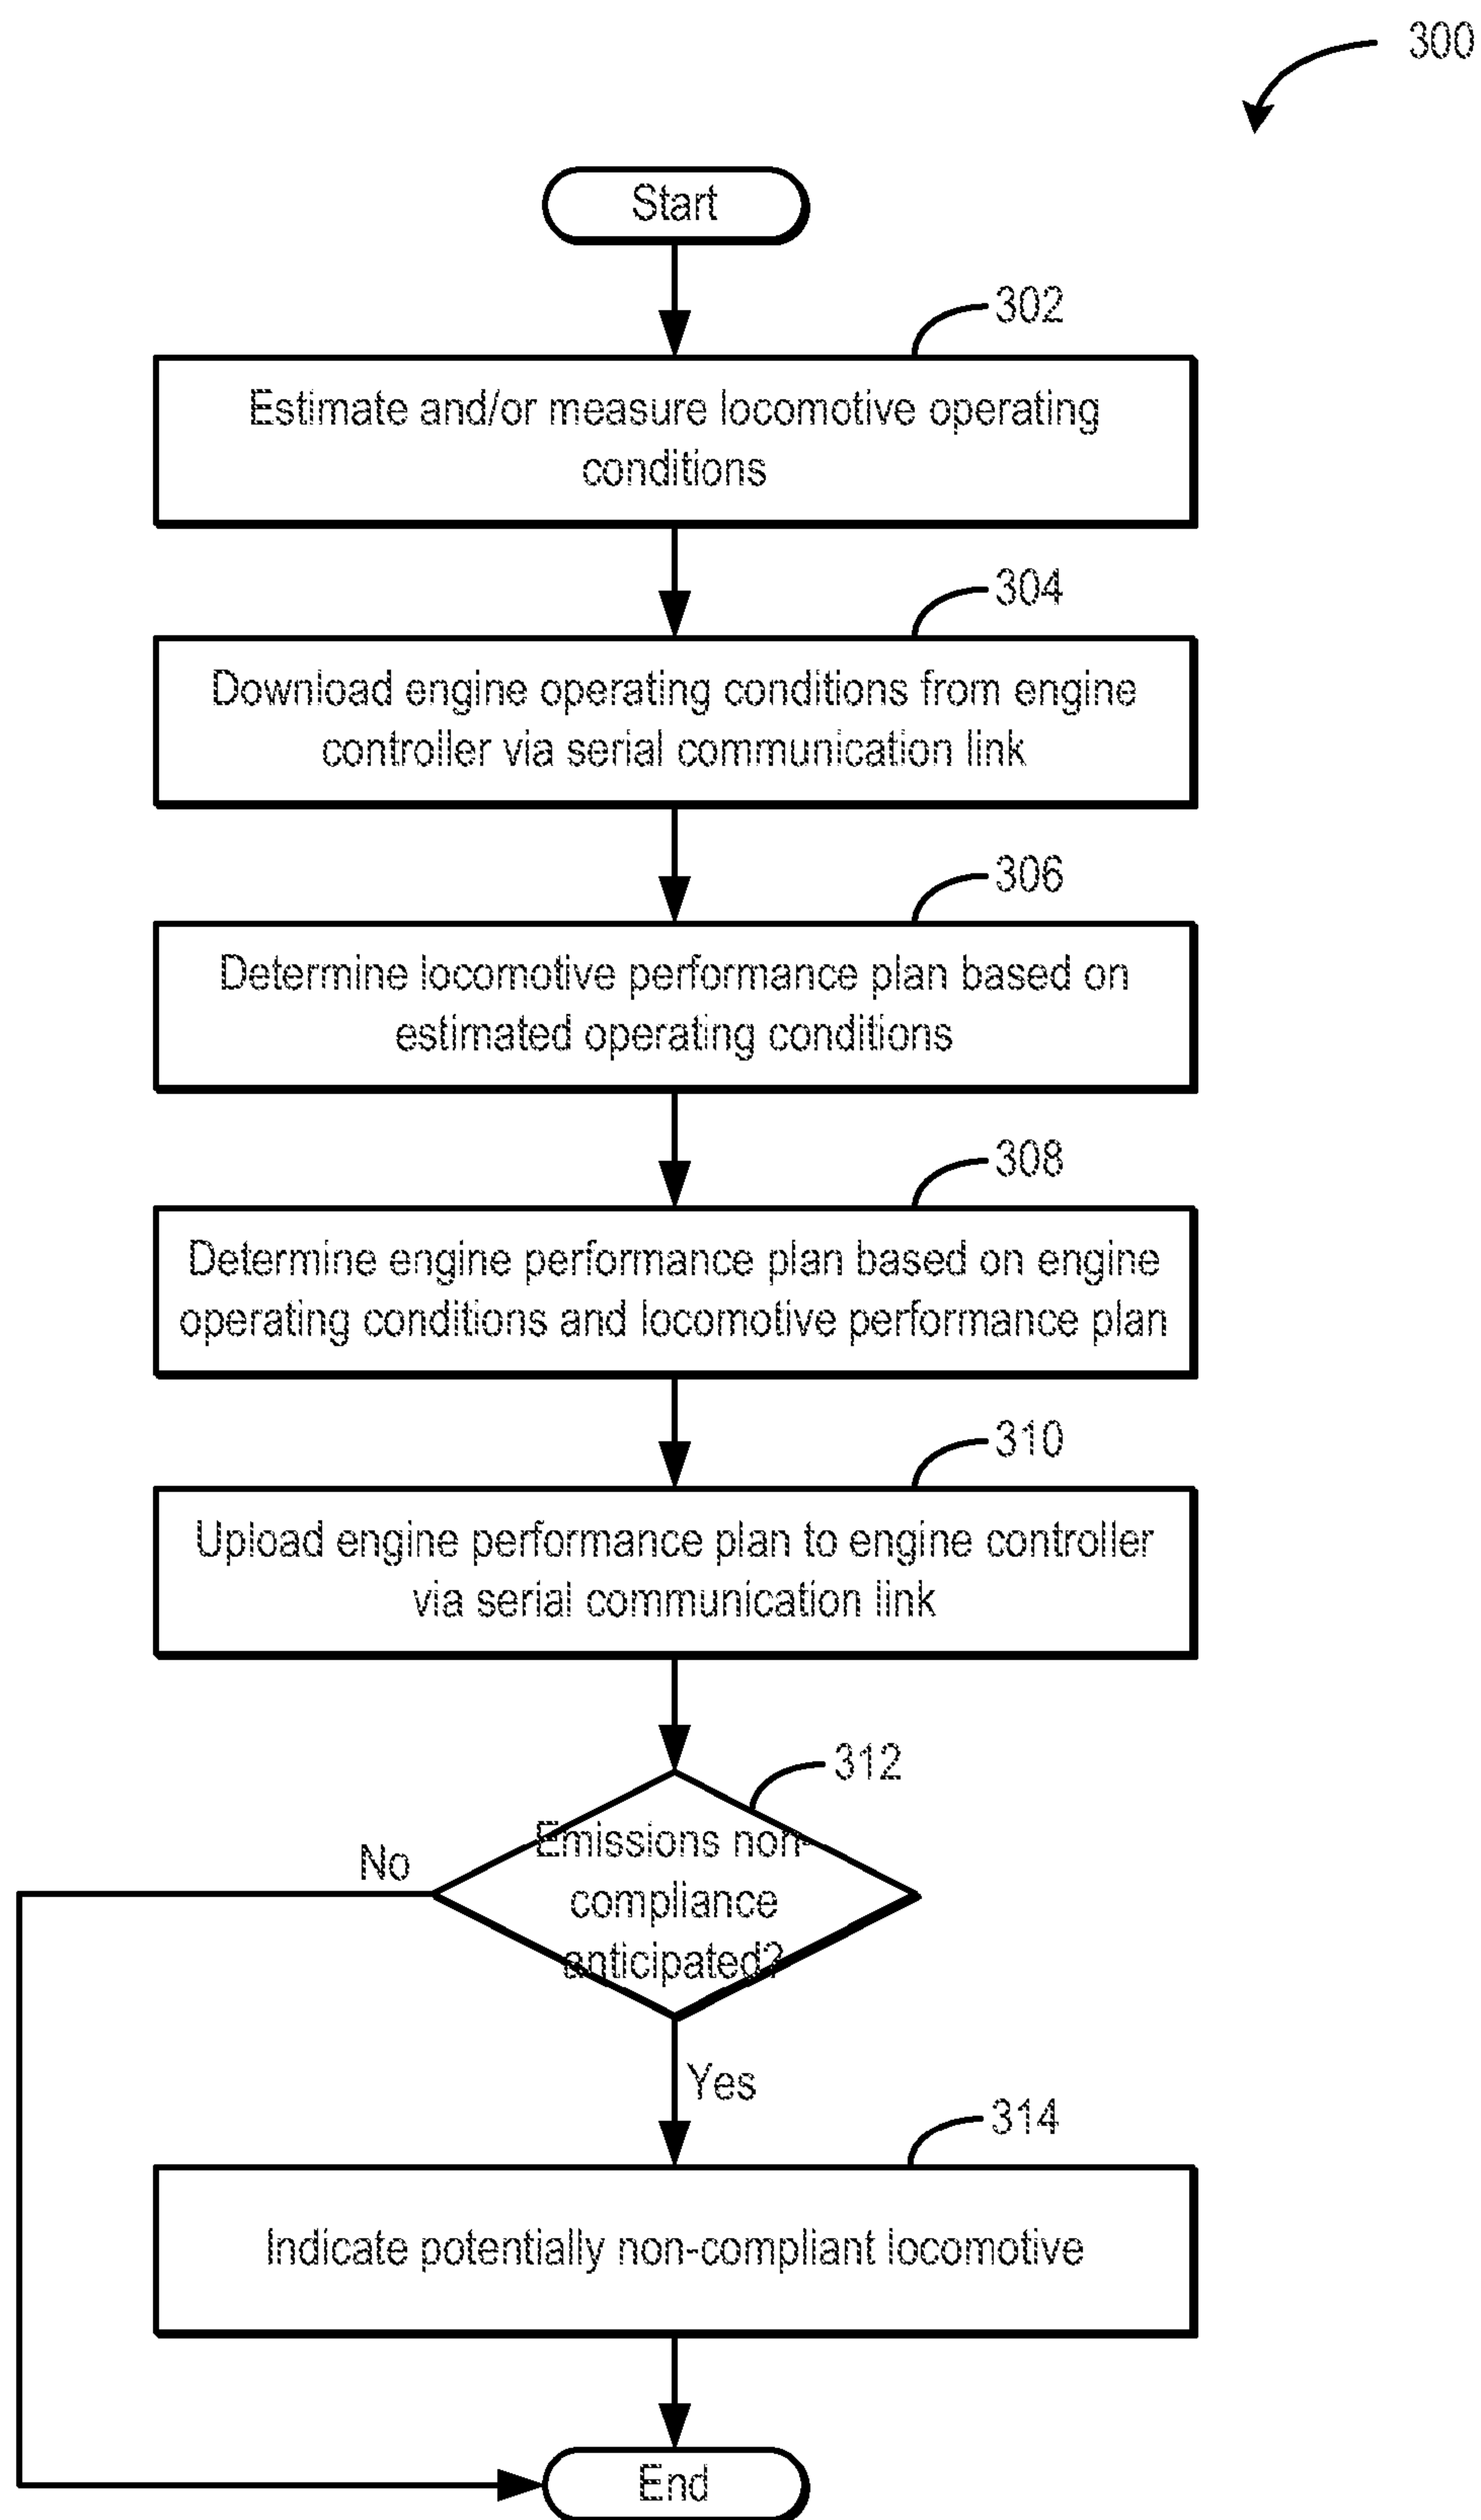 300
Start
302
Estimate and/or measure locomotive operating
conditions
304
Download engine operating conditions from engine
controller via serial communication link
306
Determine locomotive performance plan based on
estimated operating conditions
308
Determine engine performance plan based on engine
operating conditions and locomotive performance plan
310
Upload engine performance plan to engine controller
via serial communication link
312
Emissions non-
compliance
anticipated?
No
Yes
314
Indicate potentially non-compliant locomotive
End